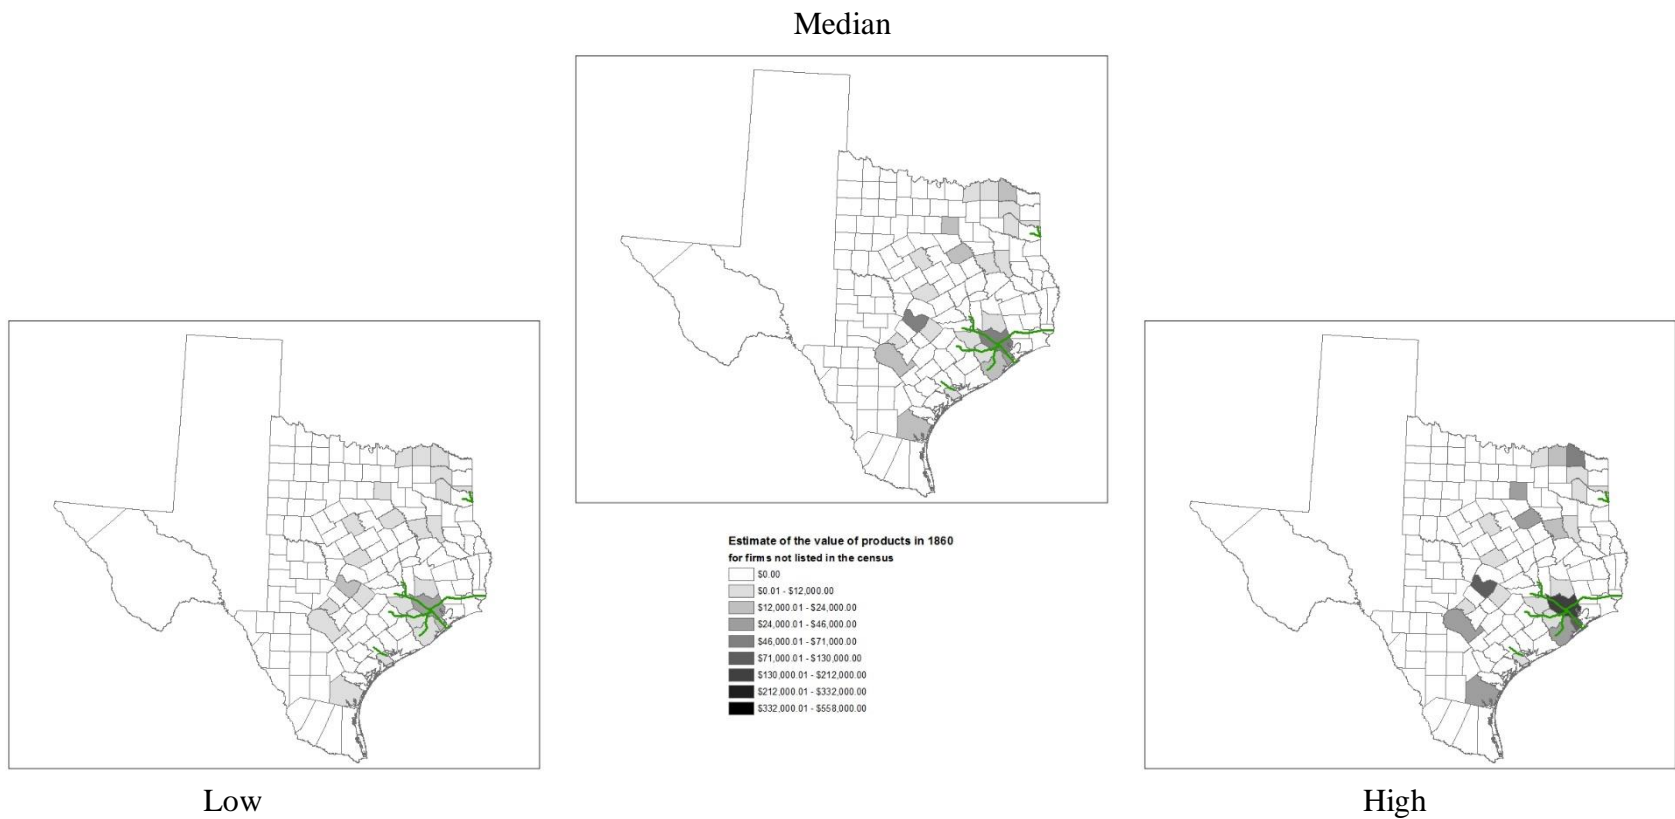 Median
Estimate of the value of products in 1860
for firms not listed in the census
$0.00
$0.01 - $12,000.00
$12,000.01 - $24,000.00
$24,000.01 - $46,000.00
$46,000.01 - $71,000.00
$71,000.01 - $130,000.00
$130,000.01 - $212,000.00
$212,000.01 - $332,000.00
$332,000.01 - $558,000.00
Low
High